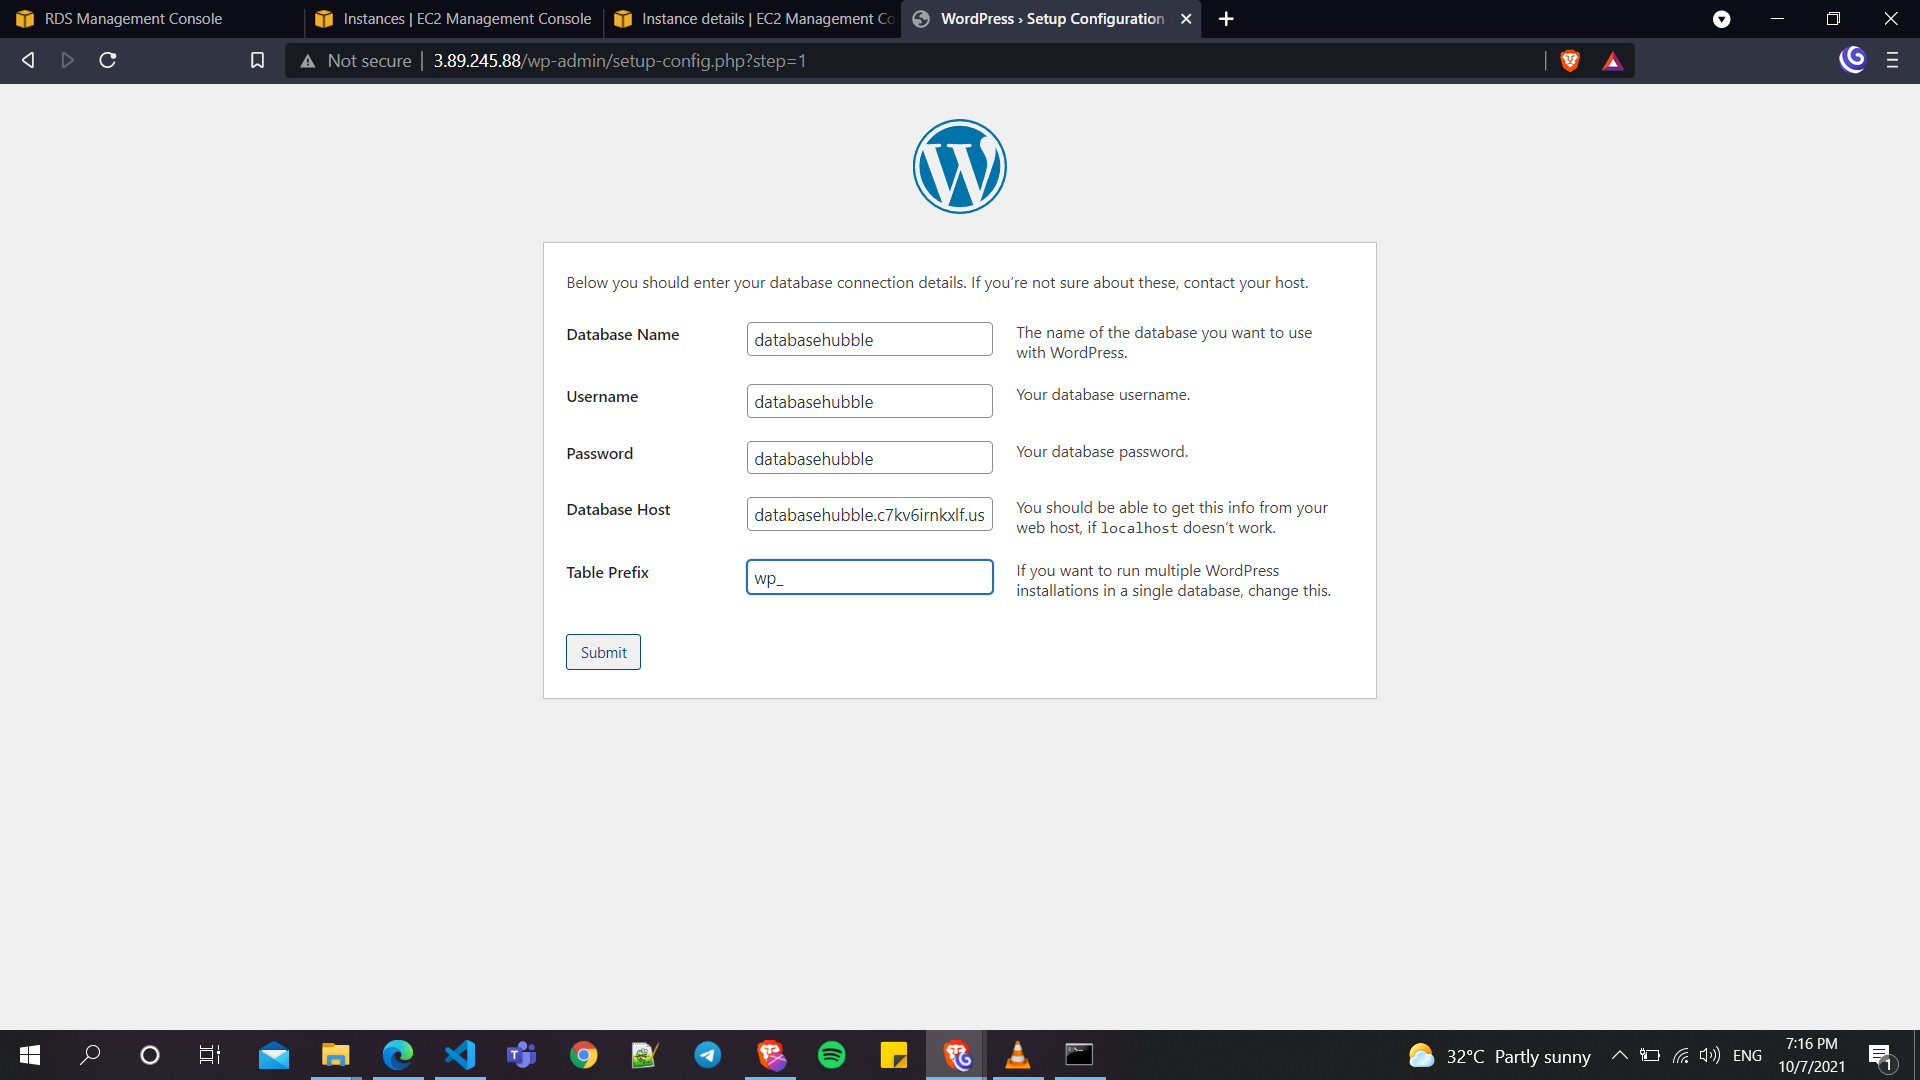 RDS Management Console
Instances | EC2 Management Console
Instance details | EC2 Management Co
WordPress › Setup Configuration
Not secure | 3.89.245.88/wp-admin/setup-config.php?step=1
Below you should enter your database connection details. If you're not sure about these, contact your host.
Database Name
databasehubble
The name of the database you want to use
with WordPress.
Username
databasehubble
Your database username.
Password
databasehubble
Your database password.
Database Host
databasehubble.c7kv6irnkxlf.us
You should be able to get this info from your
web host, if localhost doesn't work.
Table Prefix
wp_
If you want to run multiple WordPress
installations in a single database, change this.
Submit
32°C Partly sunny
ENG
7:16 PM
10/7/2021
1